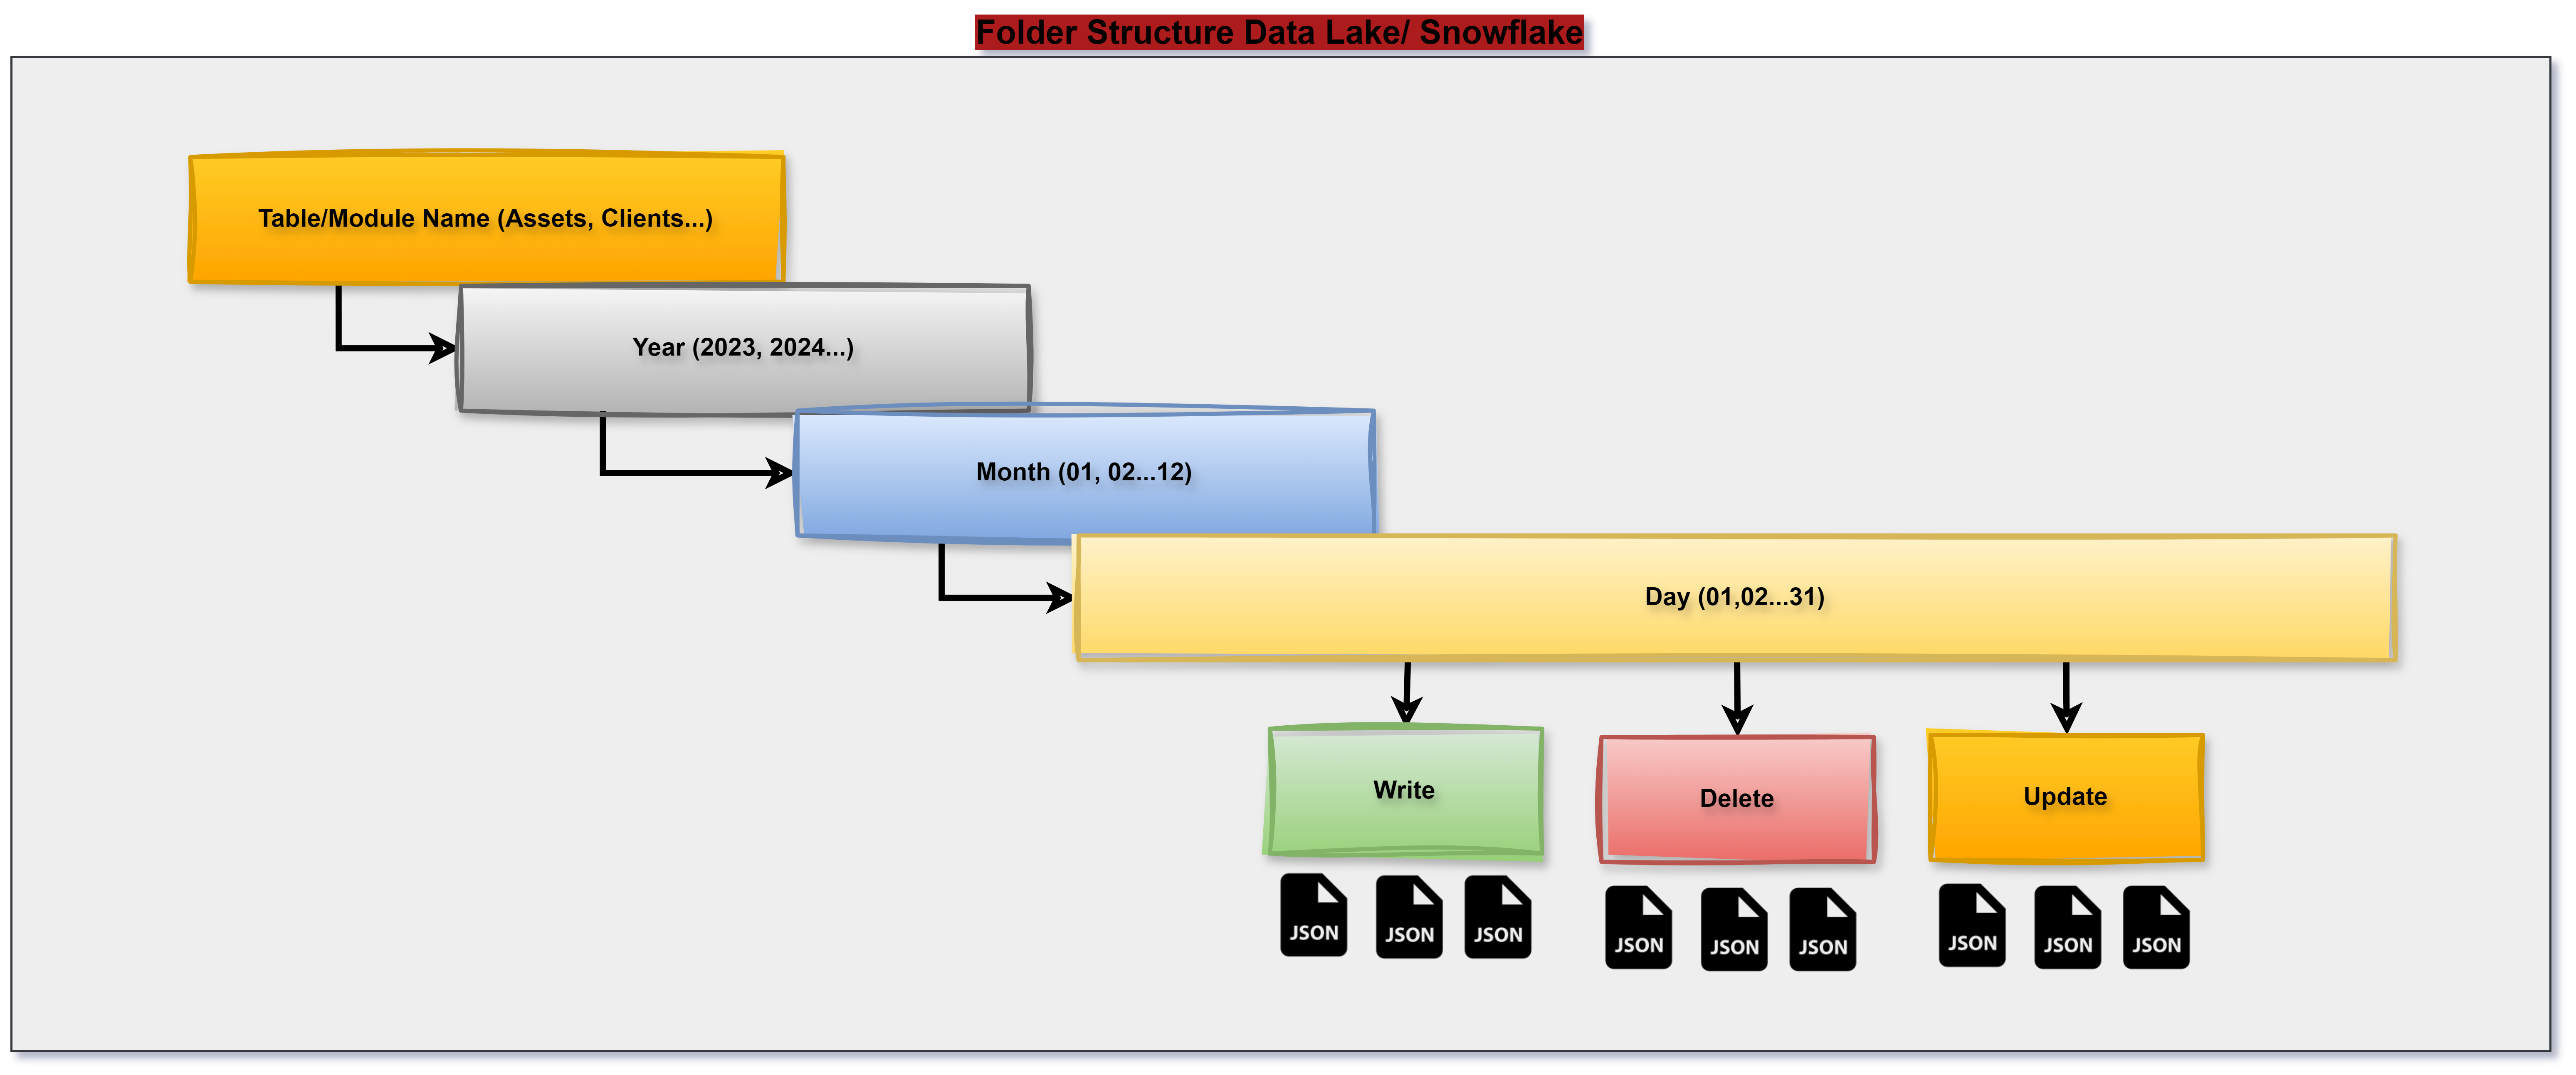 Folder Structure Data Lake/ Snowflake
Table/Module Name (Assets, Clients...)
Year (2023, 2024...)
Month (01, 02...12)
Day (01,02...31)
Write
Delete
Update
JSON JSON JSON
JSON JSON JSON
JSON JSON JSON